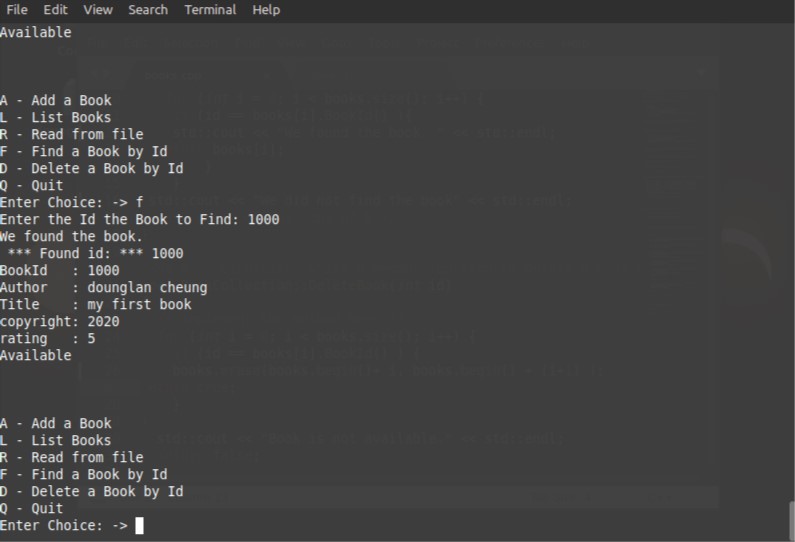 File Edit View Search Terminal Help
Available
A - Add a Book
L - List Books
R - Read from file
F - Find a Book by Id
D - Delete a Book by Id
Q - Quit
Enter Choice: -> f
Enter the Id the Book to Find: 1000
We found the book.
*** Found id: *** 1000
BookId   : 1000
Author   : dounglan cheung
Title    : my first book
copyright: 2020
rating   : 5
Available
A - Add a Book
L - List Books
R - Read from file
F - Find a Book by Id
D - Delete a Book by Id
Q - Quit
Enter Choice: ->